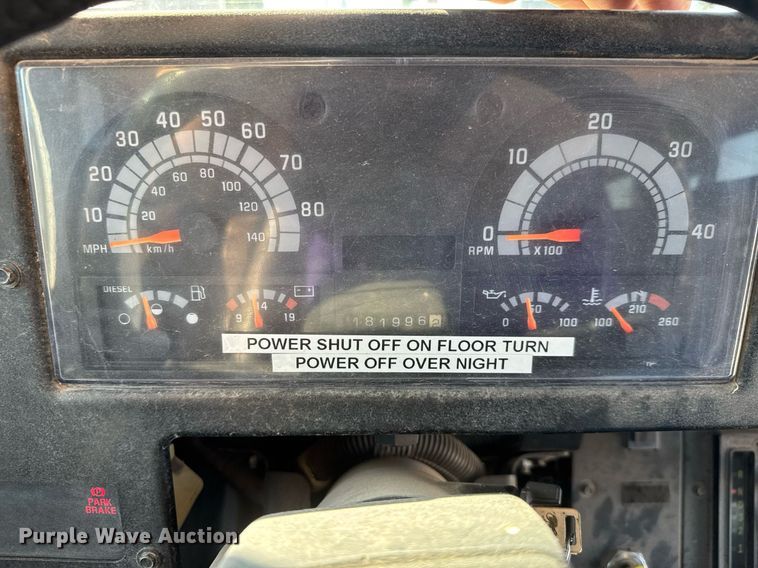 10 20 30 40 50 60 70 80
20 40 60 80 100 120 140
MPH km/h
0 10 20 30 40
RPM X 100
DIESEL
9 14 19
181996
0 50 100
100 210 260
POWER SHUT OFF ON FLOOR TURN
POWER OFF OVER NIGHT
PARK
BRAKE
Purple Wave Auction